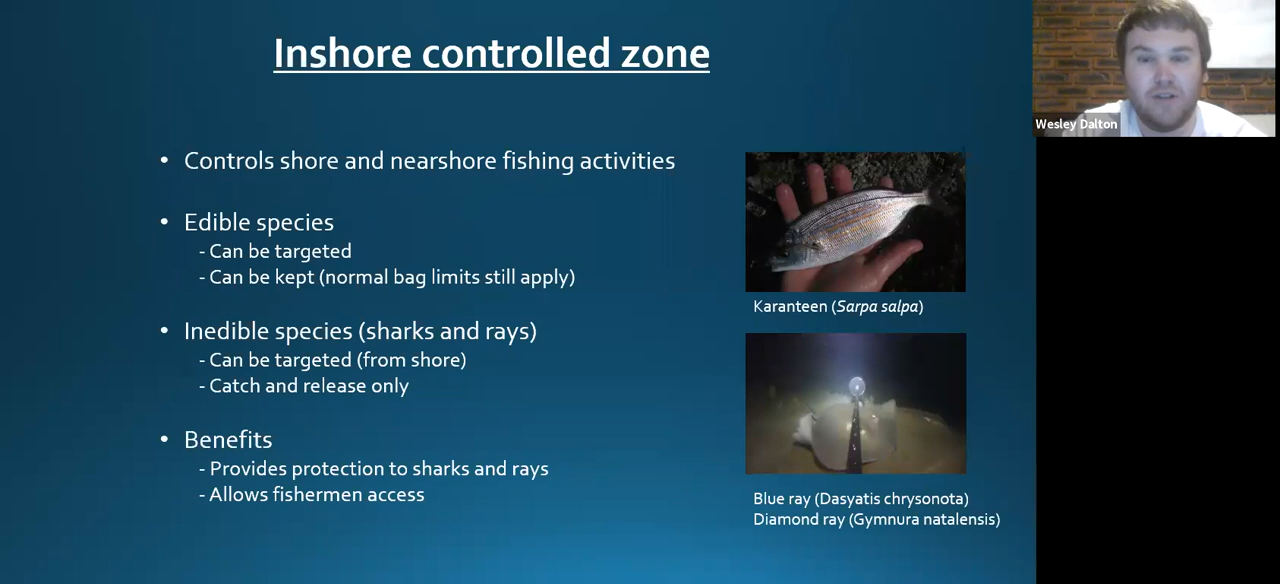 Inshore controlled zone
Wesley Dalton
• Controls shore and nearshore fishing activities
• Edible species
- Can be targeted
- Can be kept (normal bag limits still apply)
• Inedible species (sharks and rays)
- Can be targeted (from shore)
- Catch and release only
• Benefits
- Provides protection to sharks and rays
- Allows fishermen access
Karanteen (Sarpa salpa)
Blue ray (Dasyatis chrysonota)
Diamond ray (Gymnura natalensis)